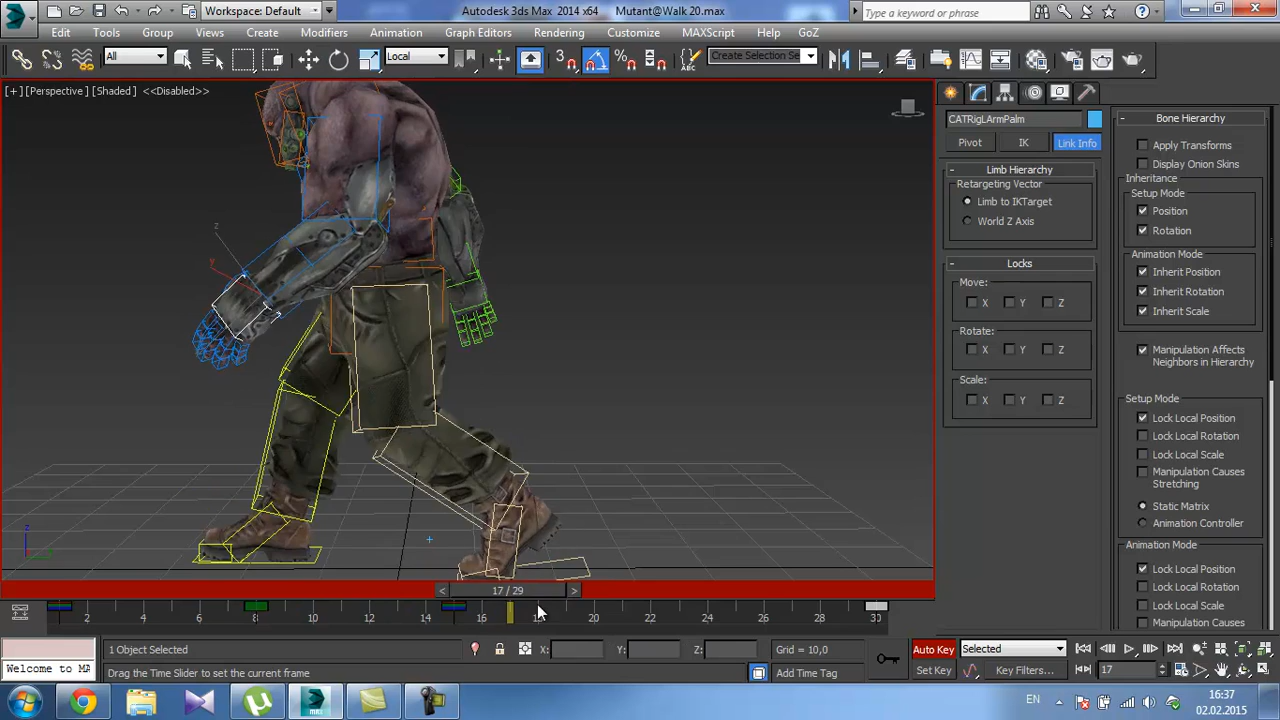 Workspace: Default
Autodesk 3ds Max 2014 x64
Mutant@Walk 20.max
Type a keyword or phrase
Edit Tools Group Views Create Modifiers Animation Graph Editors Rendering Customize MAXScript Help GoZ
All
Local
3
Create Selection Se
[+] [Perspective] [Shaded] <<Disabled>>
CATRigLArmPalm
Pivot IK Link Info
- Limb Hierarchy
Retargeting Vector
Limb to IKTarget
World Z Axis
- Locks
Move:
X Y Z
Rotate:
X Y Z
Scale:
X Y Z
- Bone Hierarchy
Apply Transforms
Display Onion Skins
Inheritance
Setup Mode
Position
Rotation
Animation Mode
Inherit Position
Inherit Rotation
Inherit Scale
Manipulation Affects
Neighbors in Hierarchy
Setup Mode
Lock Local Position
Lock Local Rotation
Lock Local Scale
Manipulation Causes
Stretching
Static Matrix
Animation Controller
Animation Mode
Lock Local Position
Lock Local Rotation
Lock Local Scale
Manipulation Causes
z
y
x
z
< 17 / 29 >
2 4 6 8 10 12 14 16 18 20 22 24 26 28 30
1 Object Selected
X: Y: Z:
Grid = 10,0
Auto Key
Selected
Welcome to MA
Drag the Time Slider to set the current frame
Add Time Tag
Set Key
Key Filters...
17
EN
16:37
02.02.2015